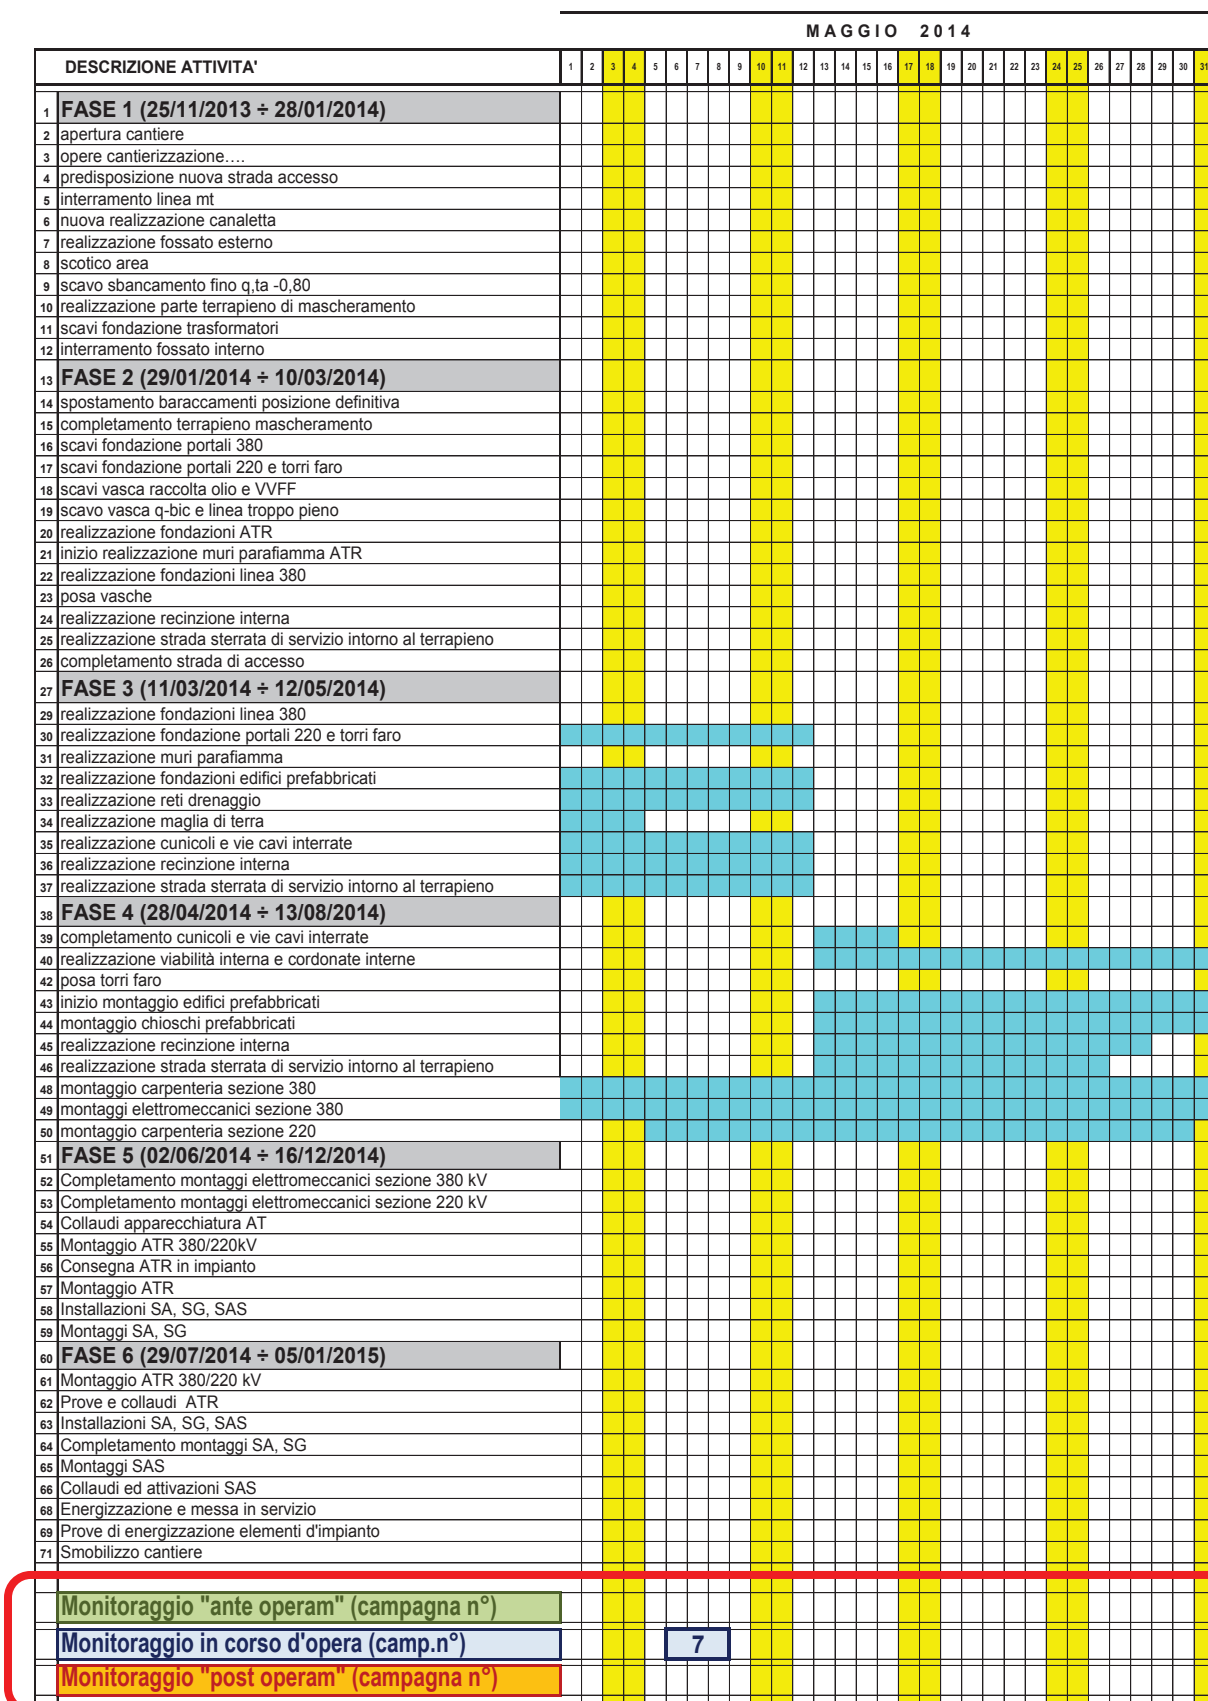 MAGGIO 2014
DESCRIZIONE ATTIVITA' 1 2 3 4 5 6 7 8 9 10 11 12 13 14 15 16 17 18 19 20 21 22 23 24 25 26 27 28 29 30 31
1 FASE 1 (25/11/2013 ÷ 28/01/2014)
2 apertura cantiere
3 opere cantierizzazione….
4 predisposizione nuova strada accesso
5 interramento linea mt
6 nuova realizzazione canaletta
7 realizzazione fossato esterno
8 scotico area
9 scavo sbancamento fino q,ta -0,80
10 realizzazione parte terrapieno di mascheramento
11 scavi fondazione trasformatori
12 interramento fossato interno
13 FASE 2 (29/01/2014 ÷ 10/03/2014)
14 spostamento baraccamenti posizione definitiva
15 completamento terrapieno mascheramento
16 scavi fondazione portali 380
17 scavi fondazione portali 220 e torri faro
18 scavi vasca raccolta olio e VVFF
19 scavo vasca q-bic e linea troppo pieno
20 realizzazione fondazioni ATR
21 inizio realizzazione muri parafiamma ATR
22 realizzazione fondazioni linea 380
23 posa vasche
24 realizzazione recinzione interna
25 realizzazione strada sterrata di servizio intorno al terrapieno
26 completamento strada di accesso
27 FASE 3 (11/03/2014 ÷ 12/05/2014)
29 realizzazione fondazioni linea 380
30 realizzazione fondazione portali 220 e torri faro
31 realizzazione muri parafiamma
32 realizzazione fondazioni edifici prefabbricati
33 realizzazione reti drenaggio
34 realizzazione maglia di terra
35 realizzazione cunicoli e vie cavi interrate
36 realizzazione recinzione interna
37 realizzazione strada sterrata di servizio intorno al terrapieno
38 FASE 4 (28/04/2014 ÷ 13/08/2014)
39 completamento cunicoli e vie cavi interrate
40 realizzazione viabilità interna e cordonate interne
42 posa torri faro
43 inizio montaggio edifici prefabbricati
44 montaggio chioschi prefabbricati
45 realizzazione recinzione interna
46 realizzazione strada sterrata di servizio intorno al terrapieno
48 montaggio carpenteria sezione 380
49 montaggi elettromeccanici sezione 380
50 montaggio carpenteria sezione 220
51 FASE 5 (02/06/2014 ÷ 16/12/2014)
52 Completamento montaggi elettromeccanici sezione 380 kV
53 Completamento montaggi elettromeccanici sezione 220 kV
54 Collaudi apparecchiatura AT
55 Montaggio ATR 380/220kV
56 Consegna ATR in impianto
57 Montaggio ATR
58 Installazioni SA, SG, SAS
59 Montaggi SA, SG
60 FASE 6 (29/07/2014 ÷ 05/01/2015)
61 Montaggio ATR 380/220 kV
62 Prove e collaudi ATR
63 Installazioni SA, SG, SAS
64 Completamento montaggi SA, SG
65 Montaggi SAS
66 Collaudi ed attivazioni SAS
68 Energizzazione e messa in servizio
69 Prove di energizzazione elementi d'impianto
71 Smobilizzo cantiere
Monitoraggio "ante operam" (campagna n°)
Monitoraggio in corso d'opera (camp.n°) 7
Monitoraggio "post operam" (campagna n°)